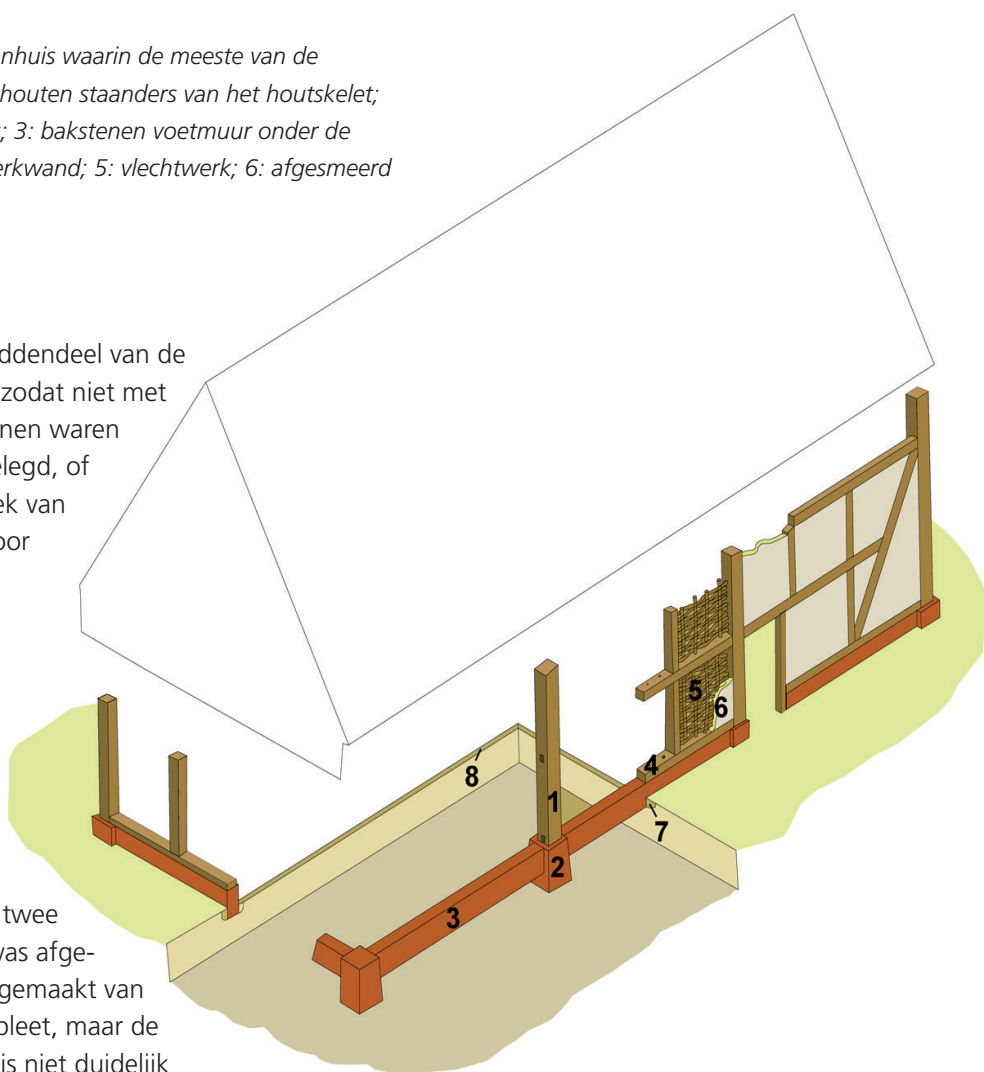 enhuis waarin de meeste van de
houten staanders van het houtskelet;
; 3: bakstenen voetmuur onder de
erkwand; 5: vlechtwerk; 6: afgesmeerd
ddendeel van de
zodat niet met
nen waren
elegd, of
ek van
oor
8
1
2
3
4
5
6
7
twee
vas afge-
gemaakt van
pleet, maar de
is niet duidelijk